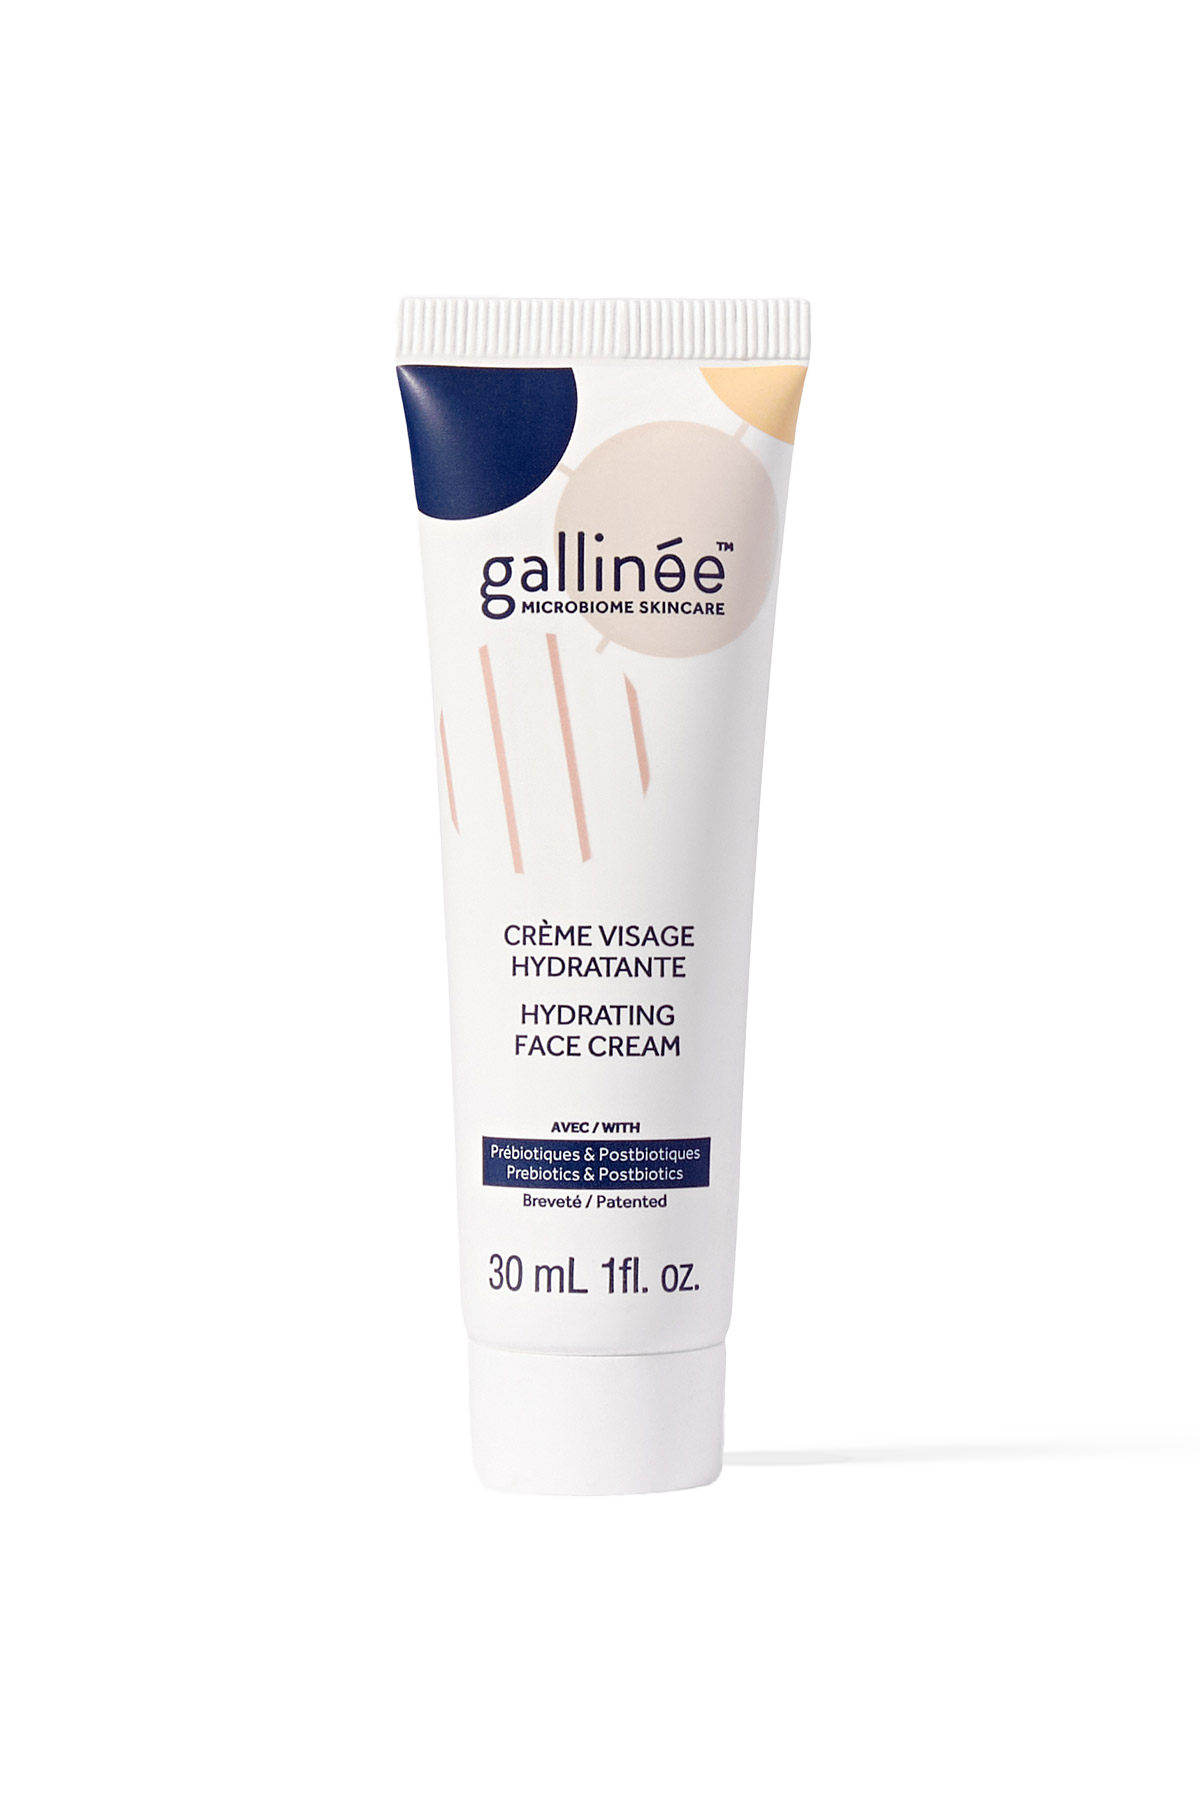 gallinée™
MICROBIOME SKINCARE
CRÈME VISAGE
HYDRATANTE
HYDRATING
FACE CREAM
AVEC / WITH
Prébiotiques & Postbiotiques
Prebiotics & Postbiotics
Breveté / Patented
30 mL 1fl. oz.